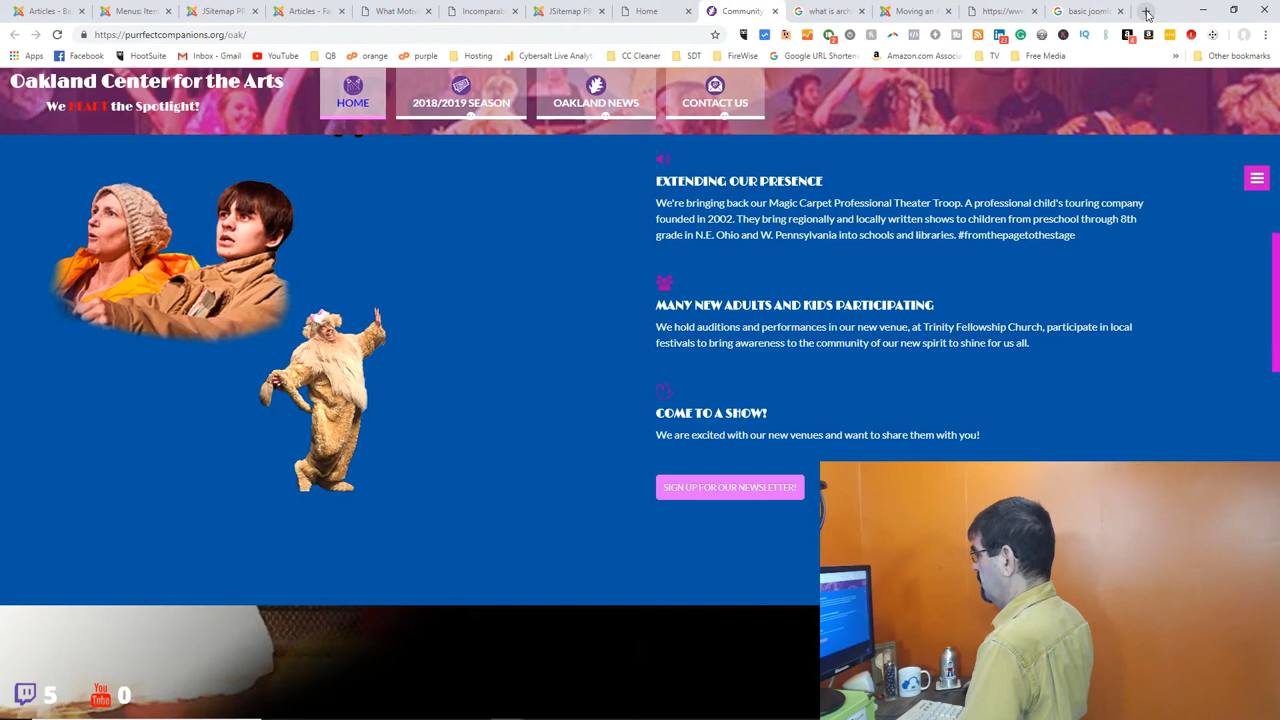 Articles - Ba
Menus: Item
JSitemap PR
Articles - Fa
What Motiv
Incomparab
JSitemap PR
Home
Community
what is arch
Moving an A
https://ww
basic jooml
https://purrfectcompanions.org/oak/
Apps
Facebook
HootSuite
Inbox - Gmail
YouTube
QB
orange
purple
Hosting
Cybersalt Live Analy
CC Cleaner
SDT
FireWise
Google URL Shorten
Amazon.com Assoc
TV
Free Media
»
Other bookmarks
Oakland Center for the Arts
We HEART the Spotlight!
HOME
2018/2019 SEASON
OAKLAND NEWS
CONTACT US
EXTENDING OUR PRESENCE
We're bringing back our Magic Carpet Professional Theater Troop. A professional child's touring company
founded in 2002. They bring regionally and locally written shows to children from preschool through 8th
grade in N.E. Ohio and W. Pennsylvania into schools and libraries. #fromthepagetothestage
MANY NEW ADULTS AND KIDS PARTICIPATING
We hold auditions and performances in our new venue, at Trinity Fellowship Church, participate in local
festivals to bring awareness to the community of our new spirit to shine for us all.
COME TO A SHOW!
We are excited with our new venues and want to share them with you!
SIGN UP FOR OUR NEWSLETTER!
5
You
Tube
0